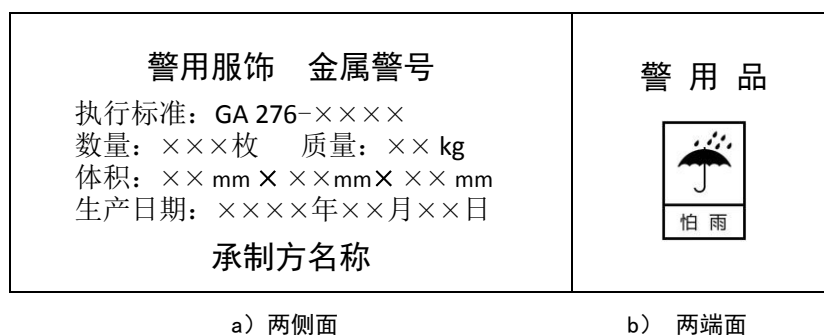 警用服饰　金属警号
执行标准：GA 276-××××
数量：×××枚　质量：×× kg
体积：×× mm × ××mm× ×× mm
生产日期：××××年××月××日
承制方名称
警 用 品
怕 雨
a）两侧面
b） 两端面